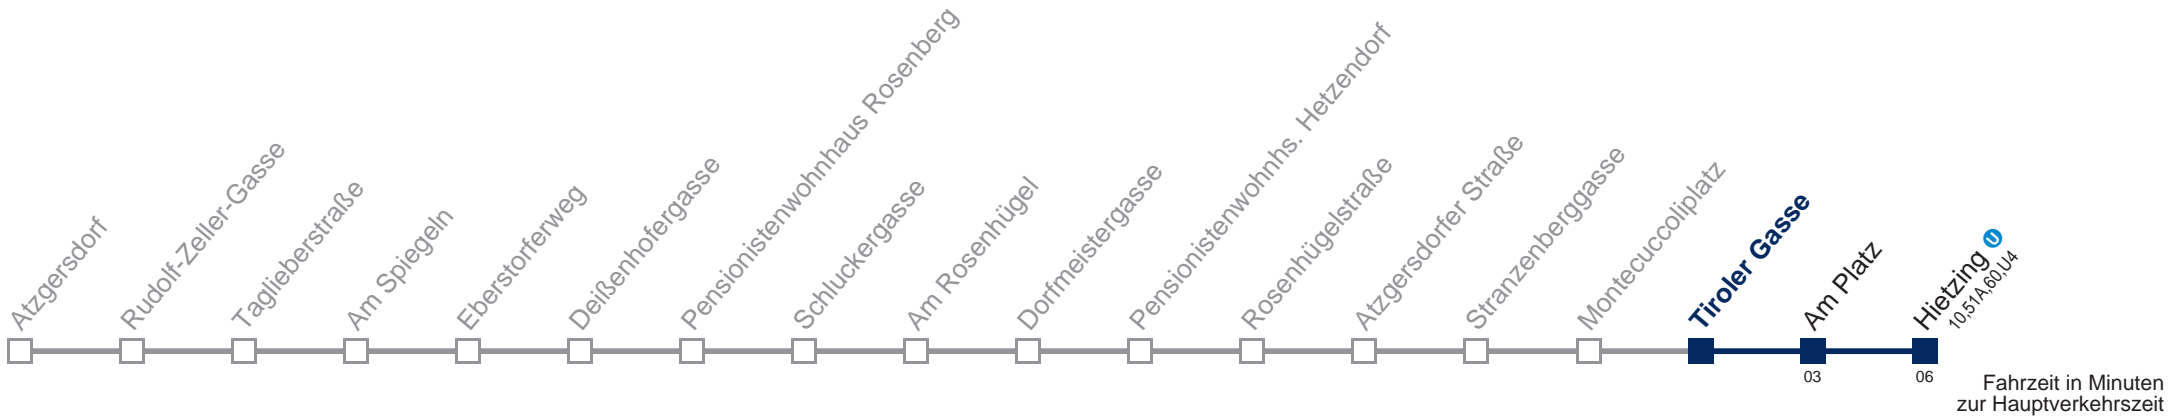 Atzgersdorf
Rudolf-Zeller-Gasse
Taglieberstraße
Am Spiegeln
Eberstorferweg
Deißenhofergasse
Pensionistenwohnhaus Rosenberg
Schluckergasse
Am Rosenhügel
Dorfmeistergasse
Pensionistenwohnhs. Hetzendorf
Rosenhügelstraße
Atzgersdorfer Straße
Stranzenberggasse
Montecuccoliplatz
Tiroler Gasse
Am Platz
Hietzing U
10,51A,60,U4
03
06
Fahrzeit in Minuten
zur Hauptverkehrszeit